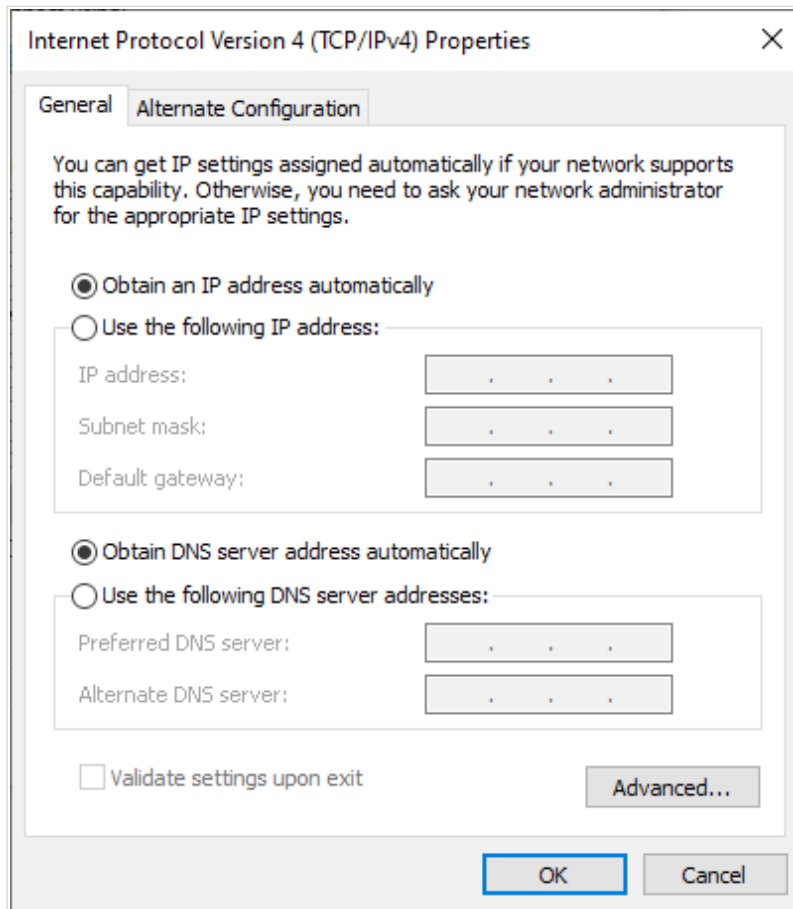 Internet Protocol Version 4 (TCP/IPv4) Properties
General
Alternate Configuration
You can get IP settings assigned automatically if your network supports
this capability. Otherwise, you need to ask your network administrator
for the appropriate IP settings.
Obtain an IP address automatically
Use the following IP address:
IP address:
Subnet mask:
Default gateway:
Obtain DNS server address automatically
Use the following DNS server addresses:
Preferred DNS server:
Alternate DNS server:
Validate settings upon exit
Advanced...
OK
Cancel